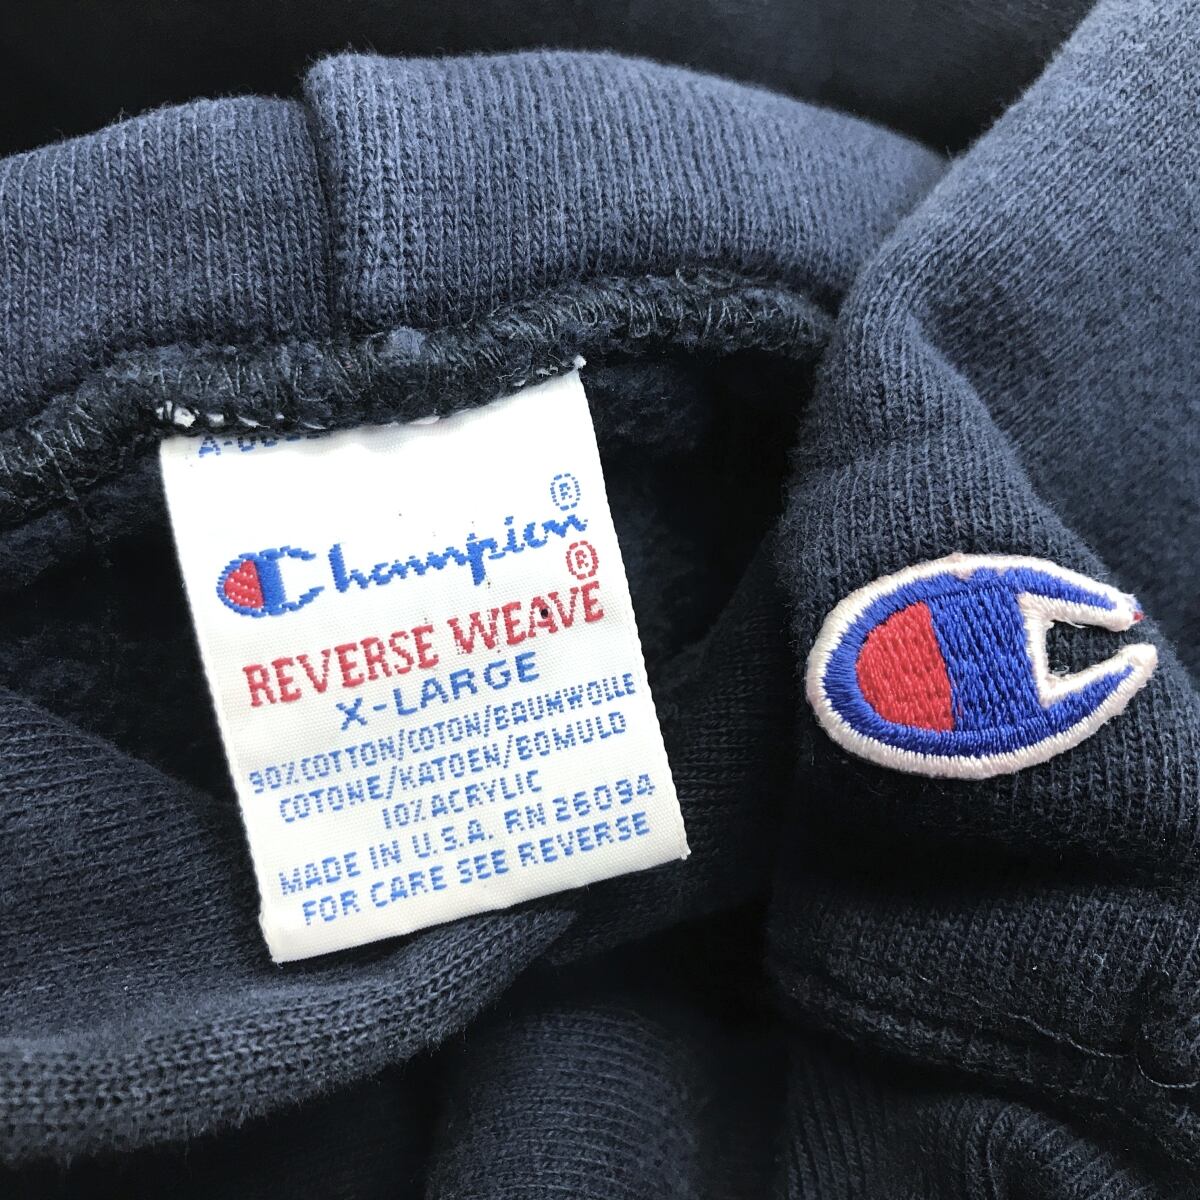 Champion®
REVERSE WEAVE®
X-LARGE
90% COTTON/COTON/BAUMWOLLE
COTONE/KATOEN/BOMULD
10% ACRYLIC
MADE IN U.S.A. RN 26094
FOR CARE SEE REVERSE